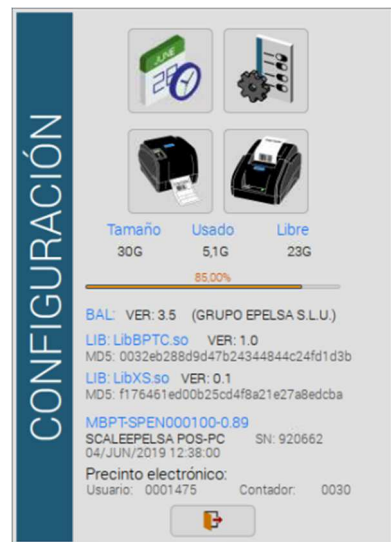 CONFIGURACIÓN
JUNE
28
Tamaño Usado Libre
30G 5,1G 23G
85,00%
BAL: VER: 3.5 (GRUPO EPELSA S.L.U.)
LIB: LibBPTC.so VER: 1.0
MD5: 0032eb288d9d47b24344844c24fd1d3b
LIB: LibXS.so VER: 0.1
MD5: f176461ed00b25cd4f8a21e27a8edcba
MBPT-SPEN000100-0.89
SCALEEPELSA POS-PC SN: 920662
04/JUN/2019 12:38:00
Precinto electrónico:
Usuario: 0001475 Contador: 0030